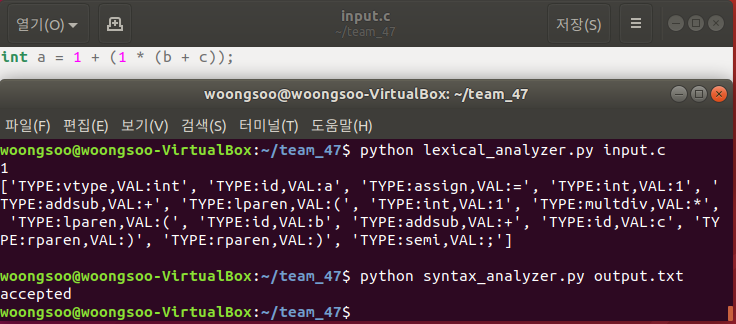 열기(O)
input.c
~/team_47
저장(S)
int a = 1 + (1 * (b + c));
woongsoo@woongsoo-VirtualBox: ~/team_47
파일(F) 편집(E) 보기(V) 검색(S) 터미널(T) 도움말(H)
woongsoo@woongsoo-VirtualBox:~/team_47$ python lexical_analyzer.py input.c
1
['TYPE:vtype,VAL:int', 'TYPE:id,VAL:a', 'TYPE:assign,VAL:=', 'TYPE:int,VAL:1', '
TYPE:addsub,VAL:+', 'TYPE:lparen,VAL:(', 'TYPE:int,VAL:1', 'TYPE:multdiv,VAL:*',
 'TYPE:lparen,VAL:(', 'TYPE:id,VAL:b', 'TYPE:addsub,VAL:+', 'TYPE:id,VAL:c', 'TY
PE:rparen,VAL:)', 'TYPE:rparen,VAL:)', 'TYPE:semi,VAL:;']
woongsoo@woongsoo-VirtualBox:~/team_47$ python syntax_analyzer.py output.txt
accepted
woongsoo@woongsoo-VirtualBox:~/team_47$